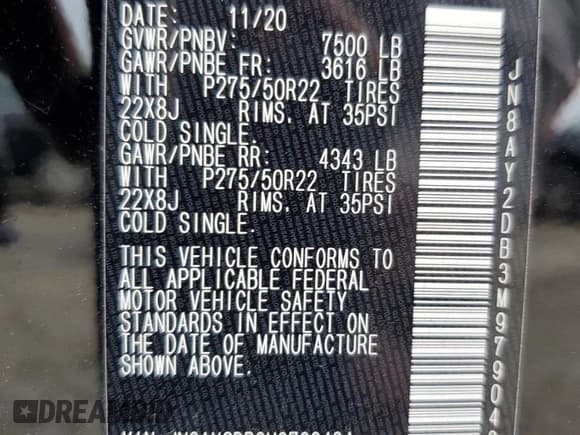 DATE: 11/20
GVWR/PNBV: 7500 LB
GAWR/PNBE FR: 3616 LB
WITH P275/50R22 TIRES
22X8J RIMS. AT 35PSI
COLD SINGLE.
GAWR/PNBE RR: 4343 LB
WITH P275/50R22 TIRES
22X8J RIMS. AT 35PSI
COLD SINGLE.
THIS VEHICLE CONFORMS TO
ALL APPLICABLE FEDERAL
MOTOR VEHICLE SAFETY
STANDARDS IN EFFECT ON
THE DATE OF MANUFACTURE
SHOWN ABOVE.
JN8AY2DB3M97904
DREAMBID